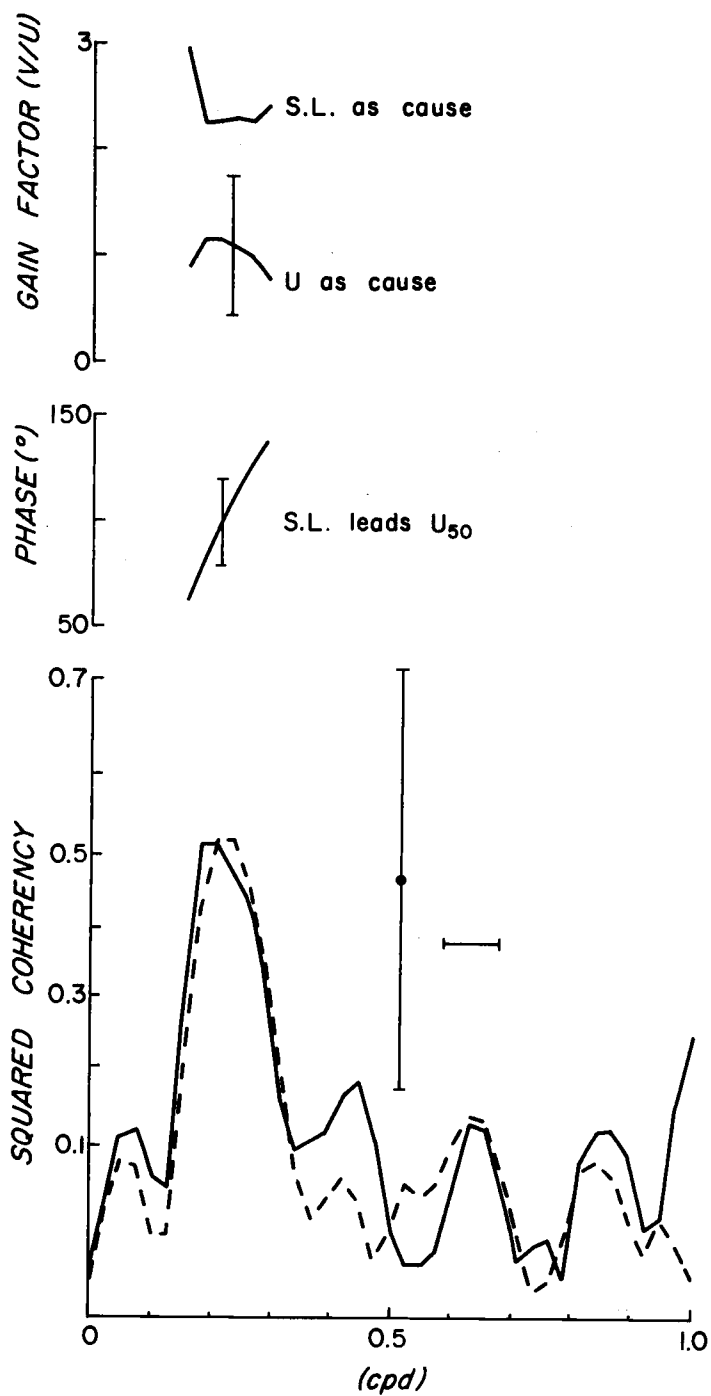 GAIN FACTOR (V/U)
3
0
S.L. as cause
U as cause
PHASE (°)
150
50
S.L. leads U50
SQUARED COHERENCY
0.7
0.5
0.3
0.1
0
0.5
1.0
(cpd)